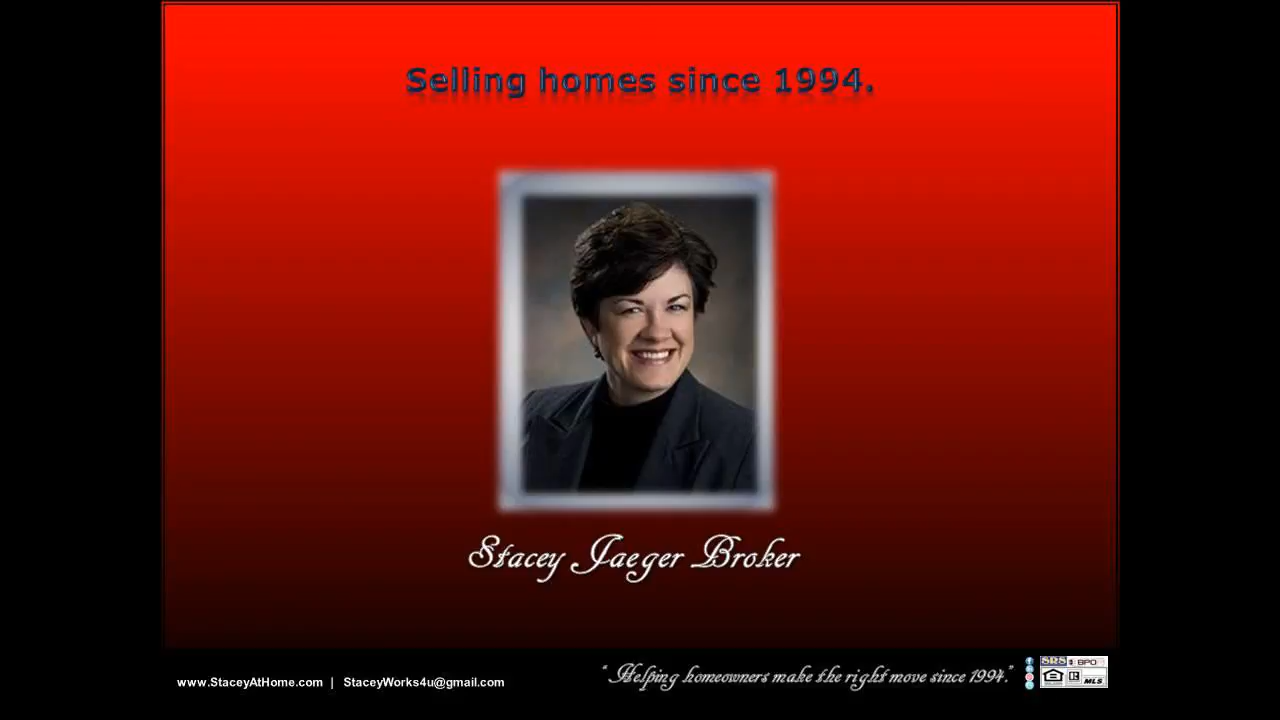 Selling homes since 1994.
Stacey Jaeger Broker
www.StaceyAtHome.com | StaceyWorks4u@gmail.com
“Helping homeowners make the right move since 1994.”
SRS BPO
R MLS